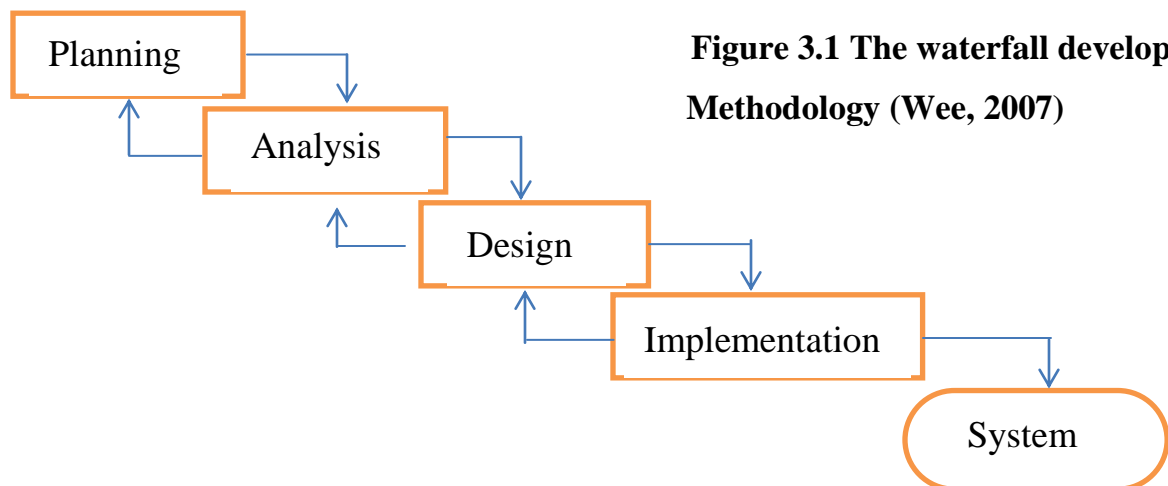 Planning
Figure 3.1 The waterfall develop
Methodology (Wee, 2007)
Analysis
Design
Implementation
System